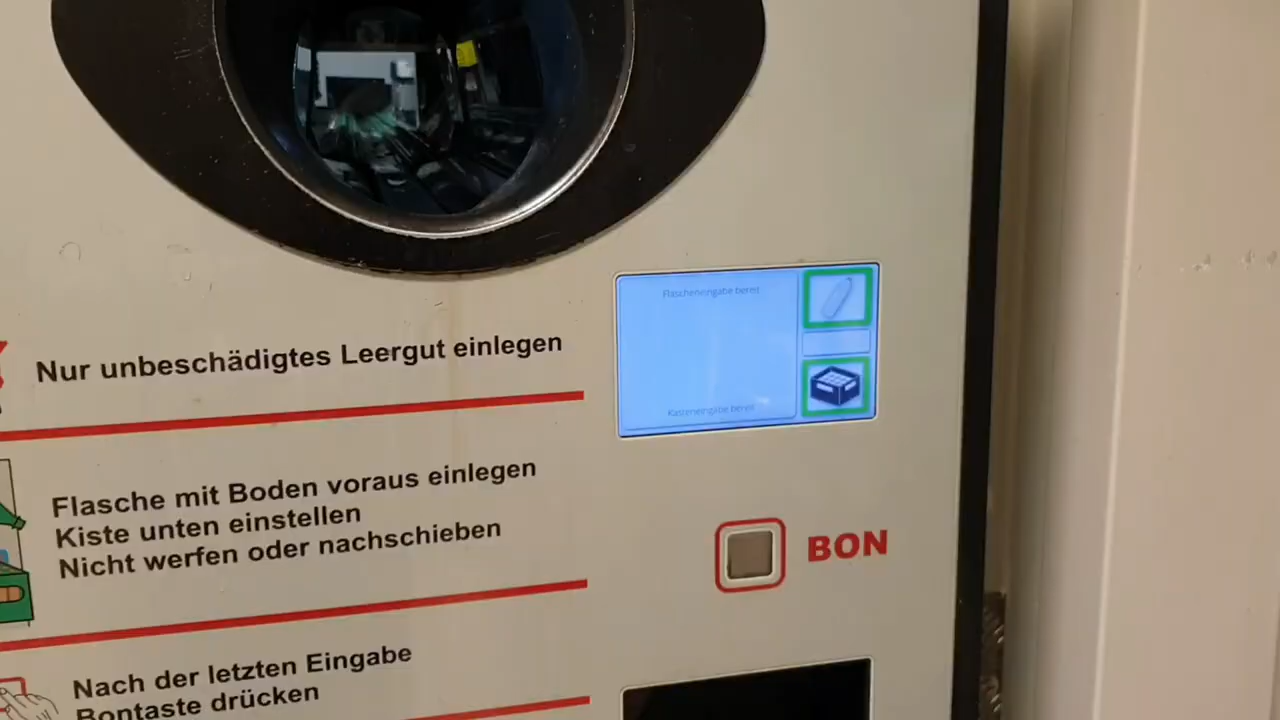 Flascheneingabe bereit
Nur unbeschädigtes Leergut einlegen
Kasteneingabe bereit
Flasche mit Boden voraus einlegen
Kiste unten einstellen
Nicht werfen oder nachschieben
BON
Nach der letzten Eingabe
Bontaste drücken